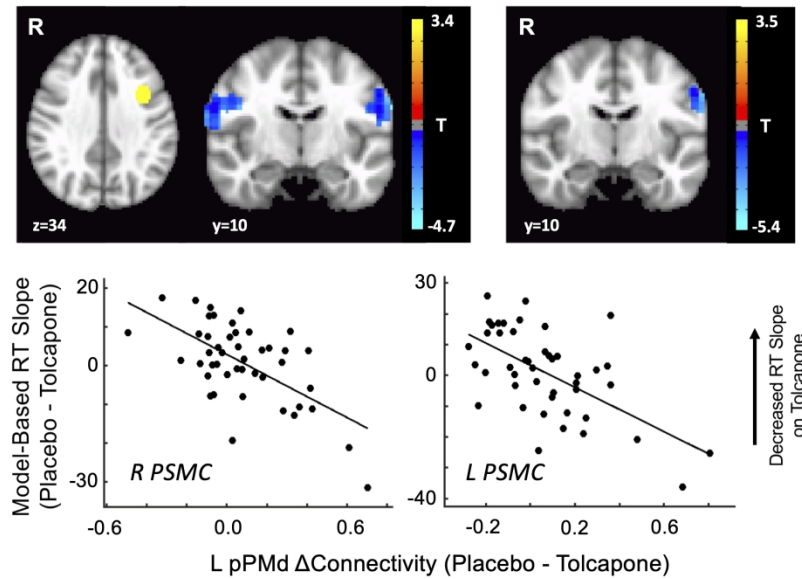 R
3.4
T
-4.7
z=34
y=10
R
3.5
T
-5.4
y=10
Model-Based RT Slope
(Placebo - Tolcapone)
20
0
-30
R PSMC
-0.6
0.0
0.6
30
0
-40
L PSMC
-0.2
0.2
0.6
Decreased RT Slope
on Tolcapone
L pPMd ΔConnectivity (Placebo - Tolcapone)